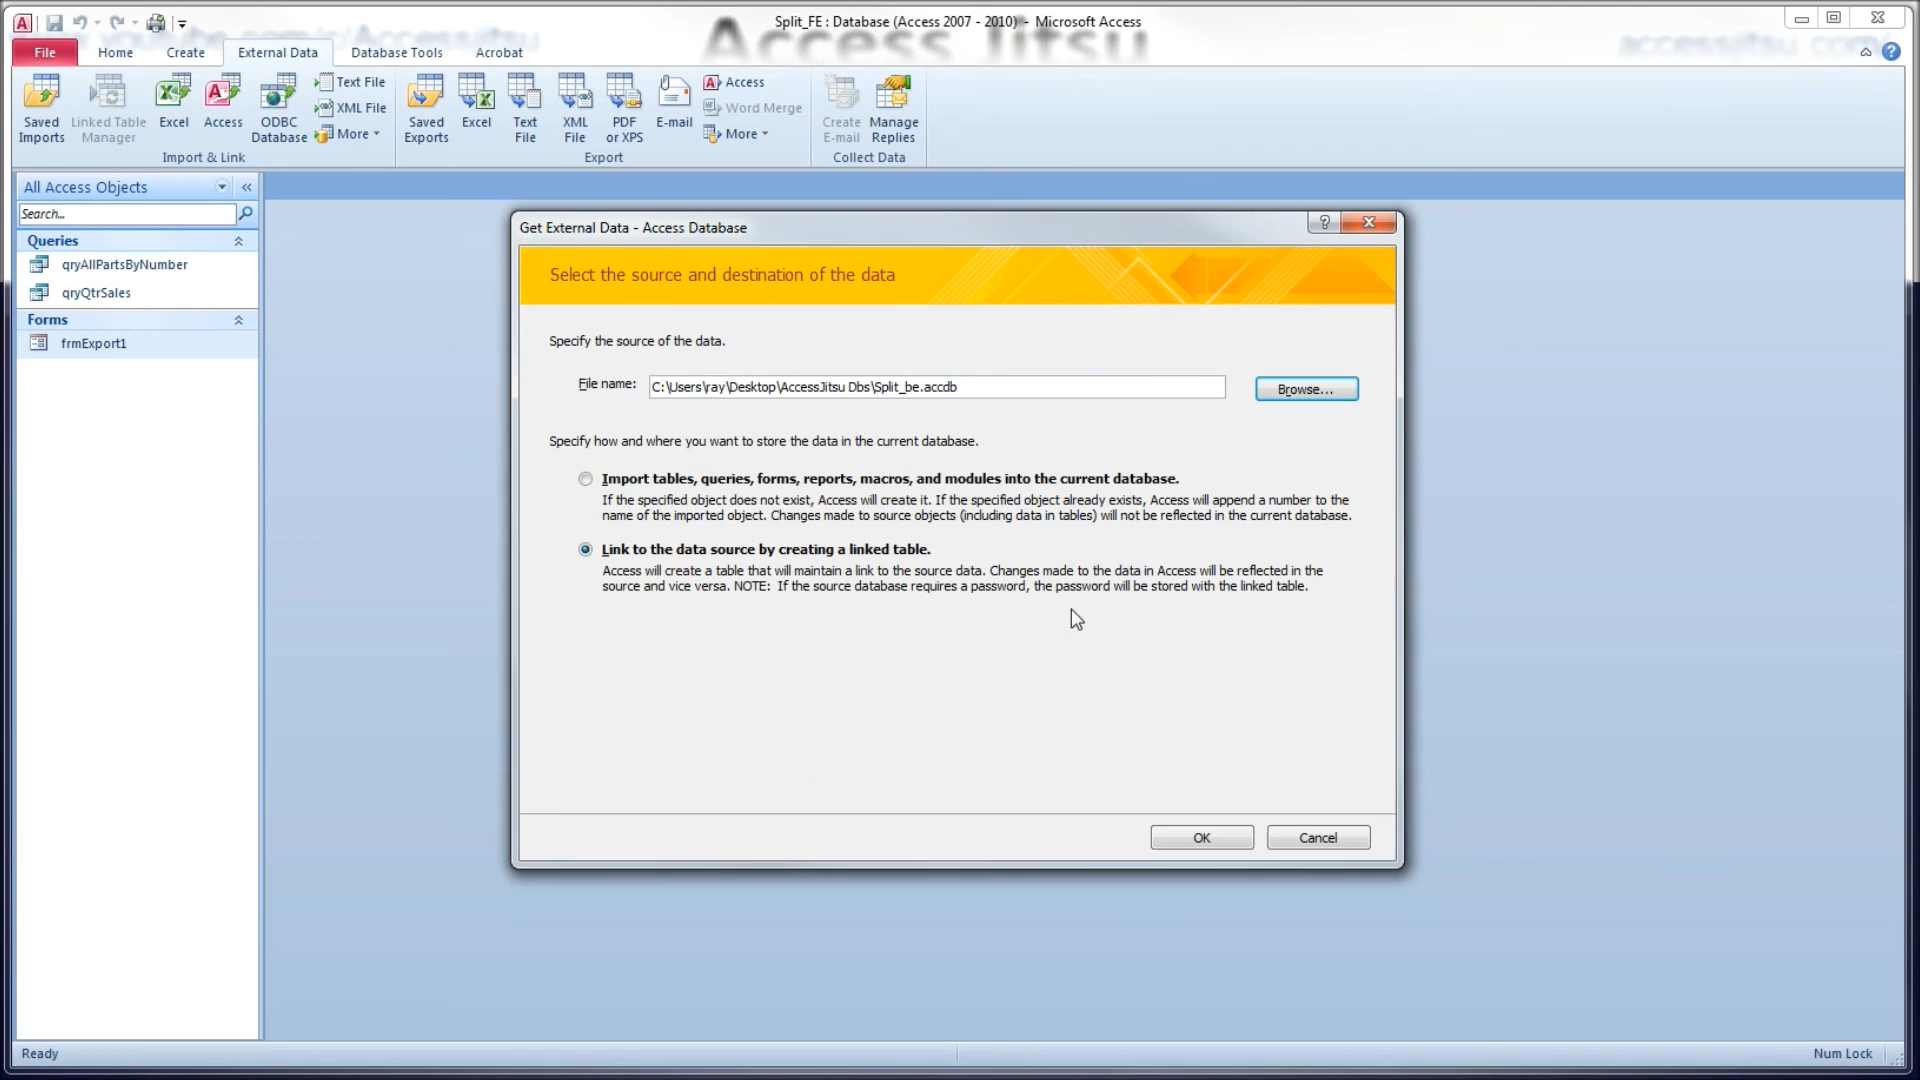 Split_FE : Database (Access 2007 - 2010) - Microsoft Access
youtube.com/c/Accessjitsu
Access Jitsu
accessjitsu.com/
File Home Create External Data Database Tools Acrobat
Saved Imports
Linked Table Manager
Excel
Access
ODBC Database
Text File
XML File
More
Import & Link
Saved Exports
Excel
Text File
XML File
PDF or XPS
E-mail
Access
Word Merge
More
Export
Create E-mail
Manage Replies
Collect Data
All Access Objects
Search...
Queries
qryAllPartsByNumber
qryQtrSales
Forms
frmExport1
Get External Data - Access Database
Select the source and destination of the data
Specify the source of the data.
File name: C:\Users\ray\Desktop\AccessJitsu Dbs\Split_be.accdb Browse...
Specify how and where you want to store the data in the current database.
Import tables, queries, forms, reports, macros, and modules into the current database.
If the specified object does not exist, Access will create it. If the specified object already exists, Access will append a number to the
name of the imported object. Changes made to source objects (including data in tables) will not be reflected in the current database.
Link to the data source by creating a linked table.
Access will create a table that will maintain a link to the source data. Changes made to the data in Access will be reflected in the
source and vice versa. NOTE: If the source database requires a password, the password will be stored with the linked table.
OK Cancel
Ready Num Lock